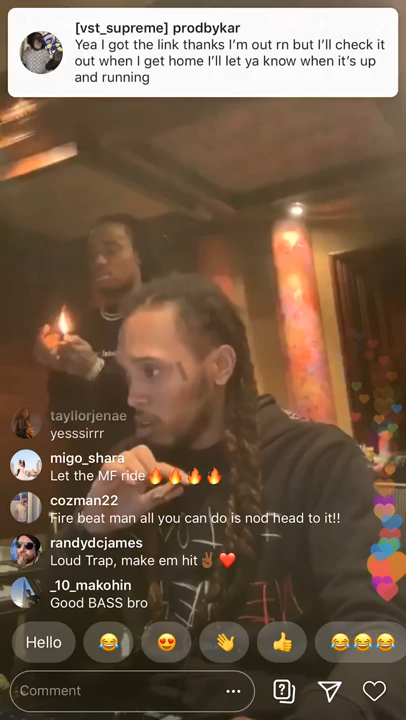 [vst_supreme] prodbykar
Yea I got the link thanks I’m out rn but I’ll check it
out when I get home I’ll let ya know when it’s up
and running
tayllorjenae
yesssirrr
migo_shara
Let the MF ride🔥🔥🔥🔥
cozman22
Fire beat man all you can do is nod head to it!!
randydcjames
Loud Trap, make em hit✌🏾❤️
_10_makohin
Good BASS bro
Hello
Comment